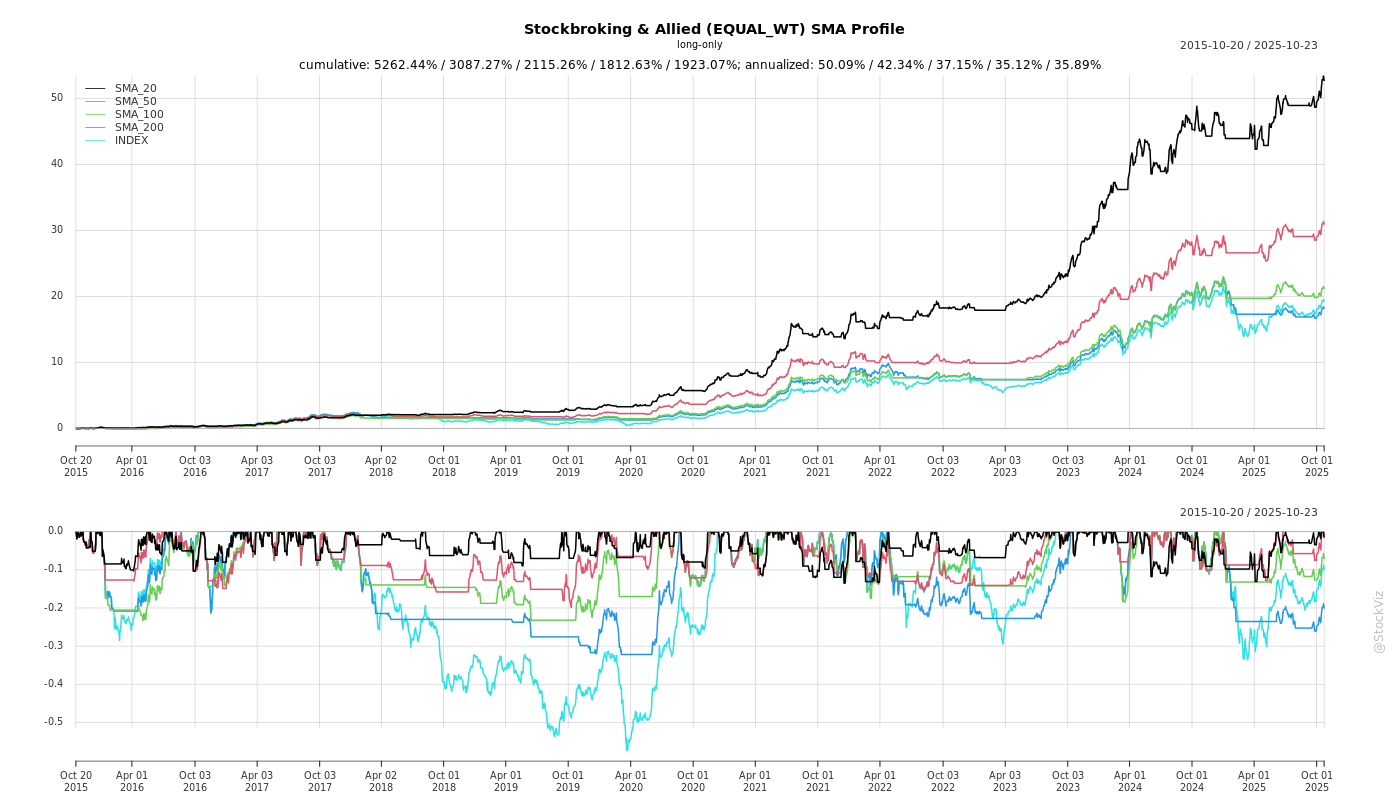 Stockbroking & Allied (EQUAL_WT) SMA Profile
long-only
2015-10-20 / 2025-10-23
cumulative: 5262.44% / 3087.27% / 2115.26% / 1812.63% / 1923.07%; annualized: 50.09% / 42.34% / 37.15% / 35.12% / 35.89%
SMA_20
SMA_50
SMA_100
SMA_200
INDEX
50
40
30
20
10
0
Oct 20 Apr 01 Oct 03 Apr 03 Oct 03 Apr 02 Oct 01 Apr 01 Oct 01 Apr 01 Oct 01 Apr 01 Oct 01 Apr 01 Oct 03 Apr 03 Oct 03 Apr 01 Oct 01 Apr 01 Oct 01
2015 2016 2016 2017 2017 2018 2018 2019 2019 2020 2020 2021 2021 2022 2022 2023 2023 2024 2024 2025 2025
2015-10-20 / 2025-10-23
0.0
-0.1
-0.2
-0.3
-0.4
-0.5
Oct 20 Apr 01 Oct 03 Apr 03 Oct 03 Apr 02 Oct 01 Apr 01 Oct 01 Apr 01 Oct 01 Apr 01 Oct 01 Apr 01 Oct 03 Apr 03 Oct 03 Apr 01 Oct 01 Apr 01 Oct 01
2015 2016 2016 2017 2017 2018 2018 2019 2019 2020 2020 2021 2021 2022 2022 2023 2023 2024 2024 2025 2025
@StockViz